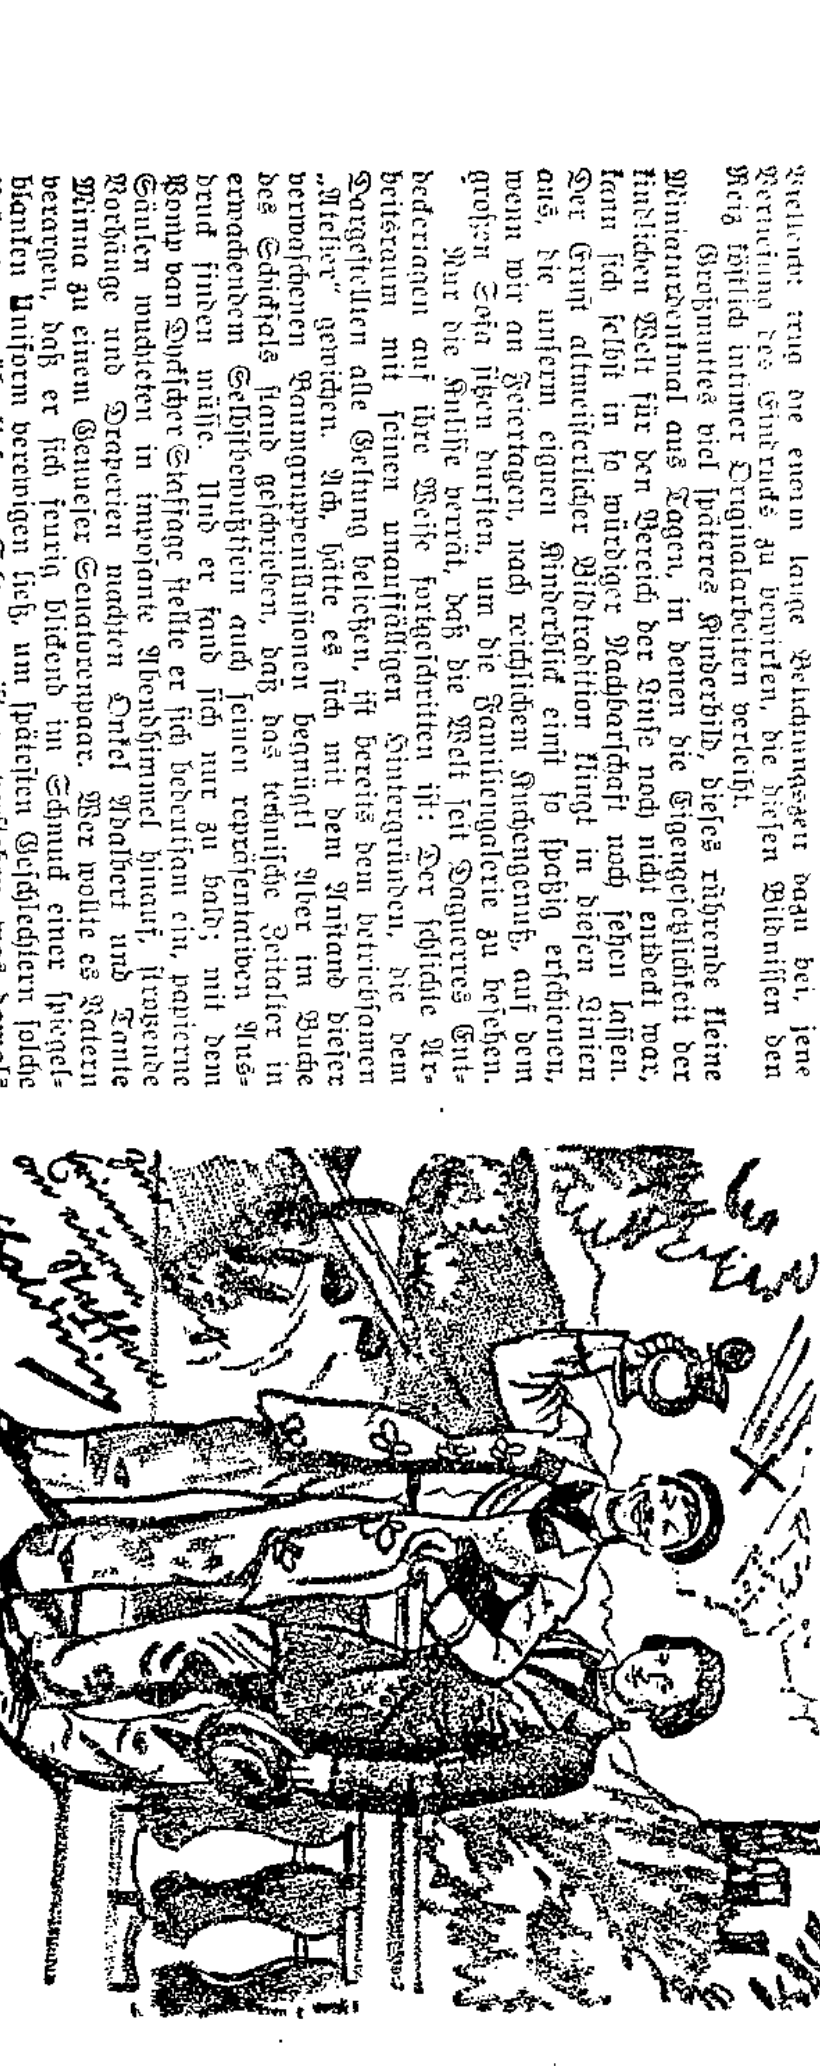 Vielleicht trug die enorm lange Belichtungszeit dazu bei, jene
Vertiefung des Eindrucks zu bewirken, die diesen Bildnissen den
Reiz köstlich intimer Originalarbeiten verleiht.
Großmuttes viel späteres Kinderbild, dieses rührende kleine
Miniaturdenkmal aus Tagen, in denen die Eigengesetzlichkeit der
kindlichen Welt für den Bereich der Linse noch nicht entdeckt war,
kann sich selbst in so würdiger Nachbarschaft noch sehen lassen.
Der Ernst altmeisterlicher Bildtradition klingt in diesen Linien
aus, die unserm eignen Kinderblick einst so spaßig erschienen,
wenn wir an Feiertagen, nach reichlichem Kuchengenuß, auf dem
großen Sofa sitzen durften, um die Familiengalerie zu besehen.
Nur die Kulisse verrät, daß die Welt seit Daguerres Ent=
deckertagen auf ihre Weise fortgeschritten ist: Der schlichte Ar=
beitsraum mit seinen unauffälligen Hintergründen, die dem
Dargestellten alle Geltung beließen, ist bereits dem betriebsamen
„Atelier“ gewichen. Ach, hätte es sich mit dem Anstand dieser
verwaschenen Baumgruppenillusionen begnügt! Aber im Buche
des Schicksals stand geschrieben, daß das technische Zeitalter in
erwachendem Selbstbewußtsein auch seinen repräsentativen Aus=
druck finden müsse. Und er fand sich nur zu bald; mit dem
Pomp van Dyckscher Staffage stellte er sich bedeutsam ein, papierne
Säulen wuchteten in imposante Abendhimmel hinauf, strotzende
Vorhänge und Draperien machten Onkel Adalbert und Tante
Minna zu einem Genueser Senatorenpaar. Wer wollte es Vatern
verargen, daß er sich feurig blickend im Schmuck einer spiegel=
blanken Uniform verewigen ließ, um spätesten Geschlechtern solche